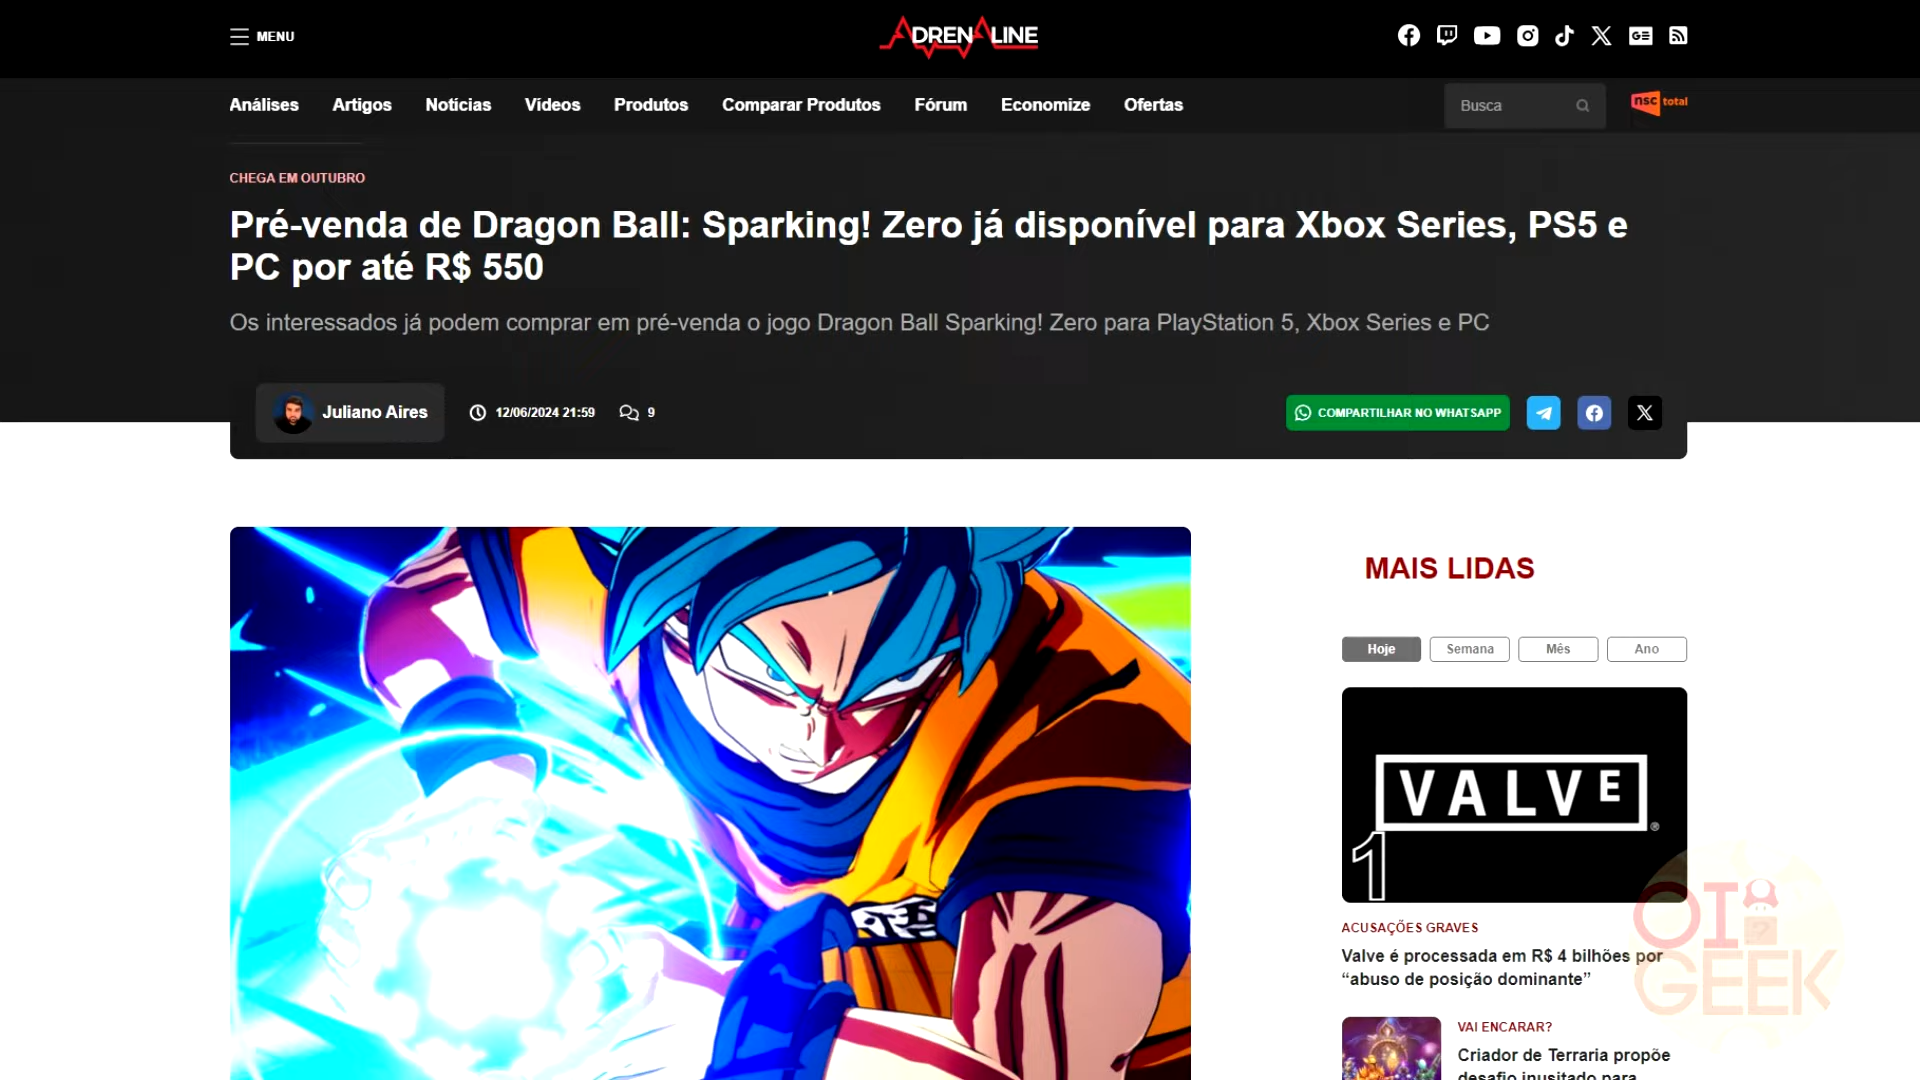 MENU
ADRENALINE
Análises Artigos Notícias Vídeos Produtos Comparar Produtos Fórum Economize Ofertas
Busca
nsc total
CHEGA EM OUTUBRO
Pré-venda de Dragon Ball: Sparking! Zero já disponível para Xbox Series, PS5 e
PC por até R$ 550
Os interessados já podem comprar em pré-venda o jogo Dragon Ball Sparking! Zero para PlayStation 5, Xbox Series e PC
Juliano Aires 12/06/2024 21:59 9
COMPARTILHAR NO WHATSAPP
MAIS LIDAS
Hoje Semana Mês Ano
VALVE®
1
ACUSAÇÕES GRAVES
Valve é processada em R$ 4 bilhões por
“abuso de posição dominante”
OI
GEEK
VAI ENCARAR?
Criador de Terraria propõe
desafio inusitado para